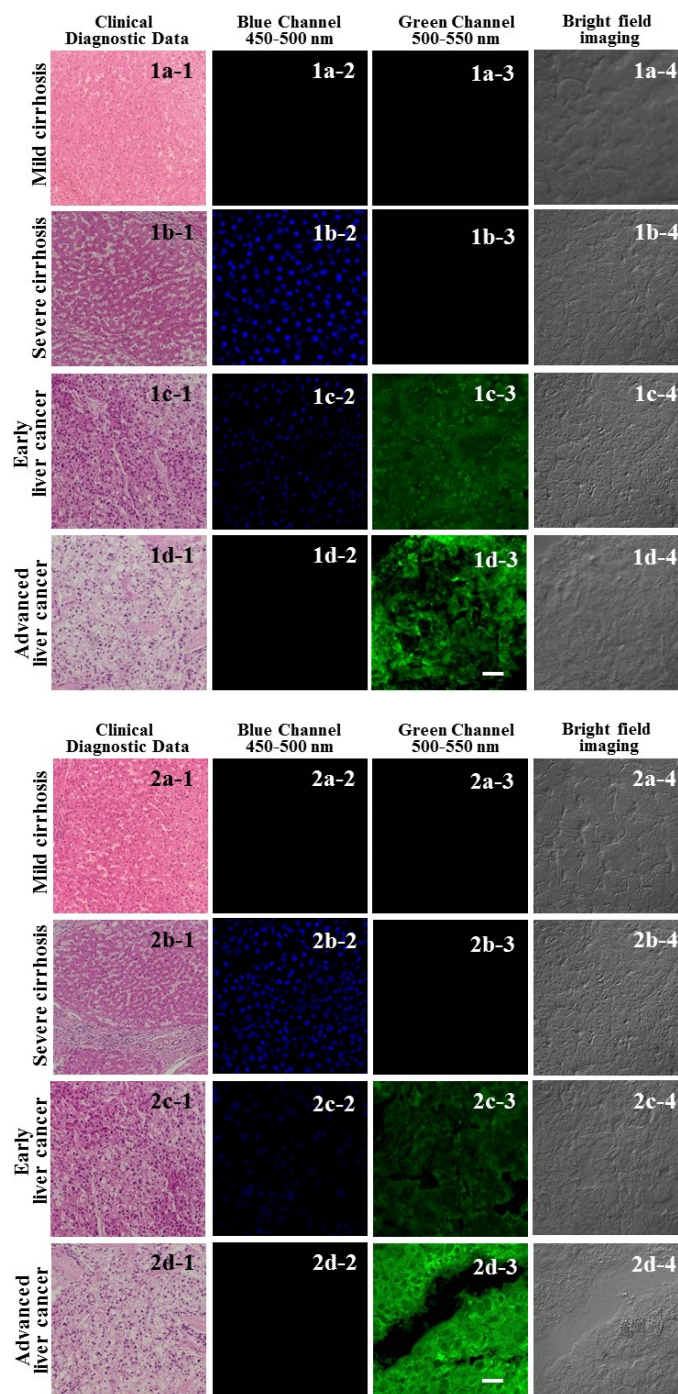 Clinical
Diagnostic Data
Blue Channel
450-500 nm
Green Channel
500-550 nm
Bright field
imaging
Mild cirrhosis
1a-1
1a-2
1a-3
1a-4
Severe cirrhosis
1b-1
1b-2
1b-3
1b-4
Early
liver cancer
1c-1
1c-2
1c-3
1c-4
Advanced
liver cancer
1d-1
1d-2
1d-3
1d-4
Clinical
Diagnostic Data
Blue Channel
450-500 nm
Green Channel
500-550 nm
Bright field
imaging
Mild cirrhosis
2a-1
2a-2
2a-3
2a-4
Severe cirrhosis
2b-1
2b-2
2b-3
2b-4
Early
liver cancer
2c-1
2c-2
2c-3
2c-4
Advanced
liver cancer
2d-1
2d-2
2d-3
2d-4